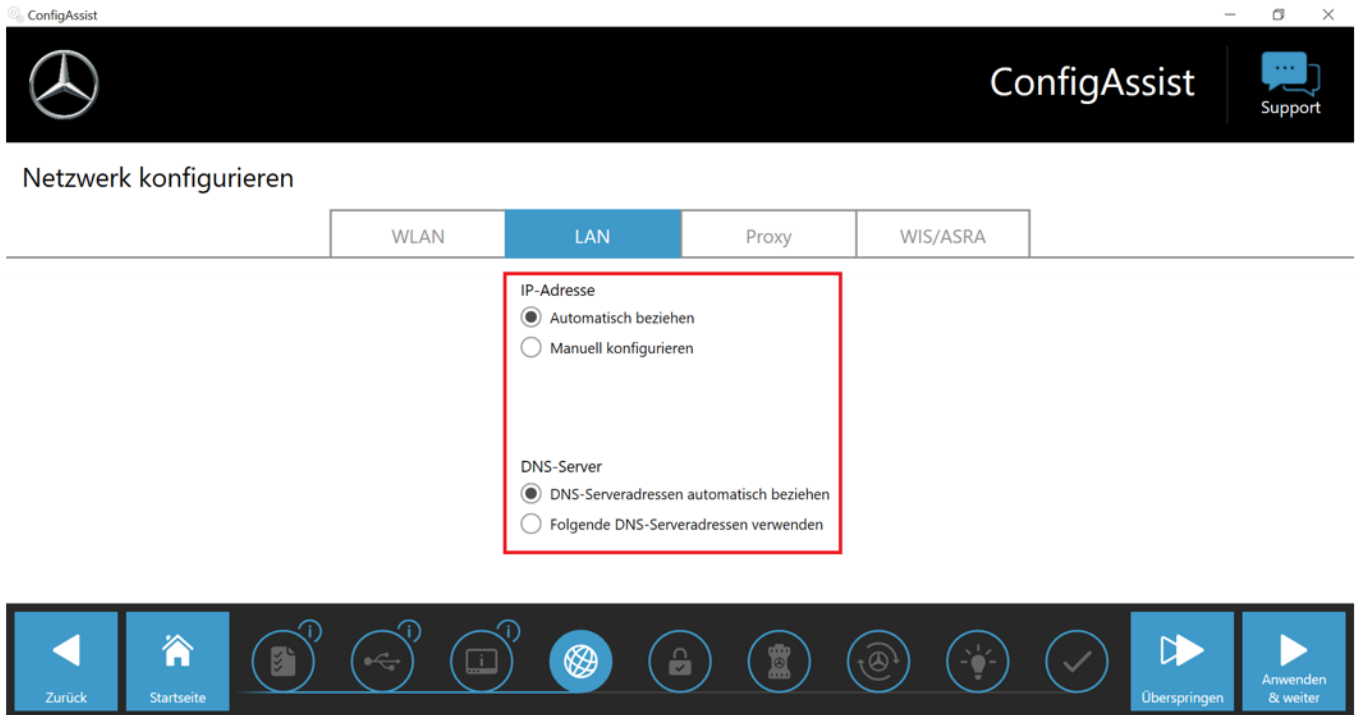 ConfigAssist
ConfigAssist
Support
Netzwerk konfigurieren
WLAN
LAN
Proxy
WIS/ASRA
IP-Adresse
Automatisch beziehen
Manuell konfigurieren
DNS-Server
DNS-Serveradressen automatisch beziehen
Folgende DNS-Serveradressen verwenden
Zurück
Startseite
Überspringen
Anwenden
& weiter